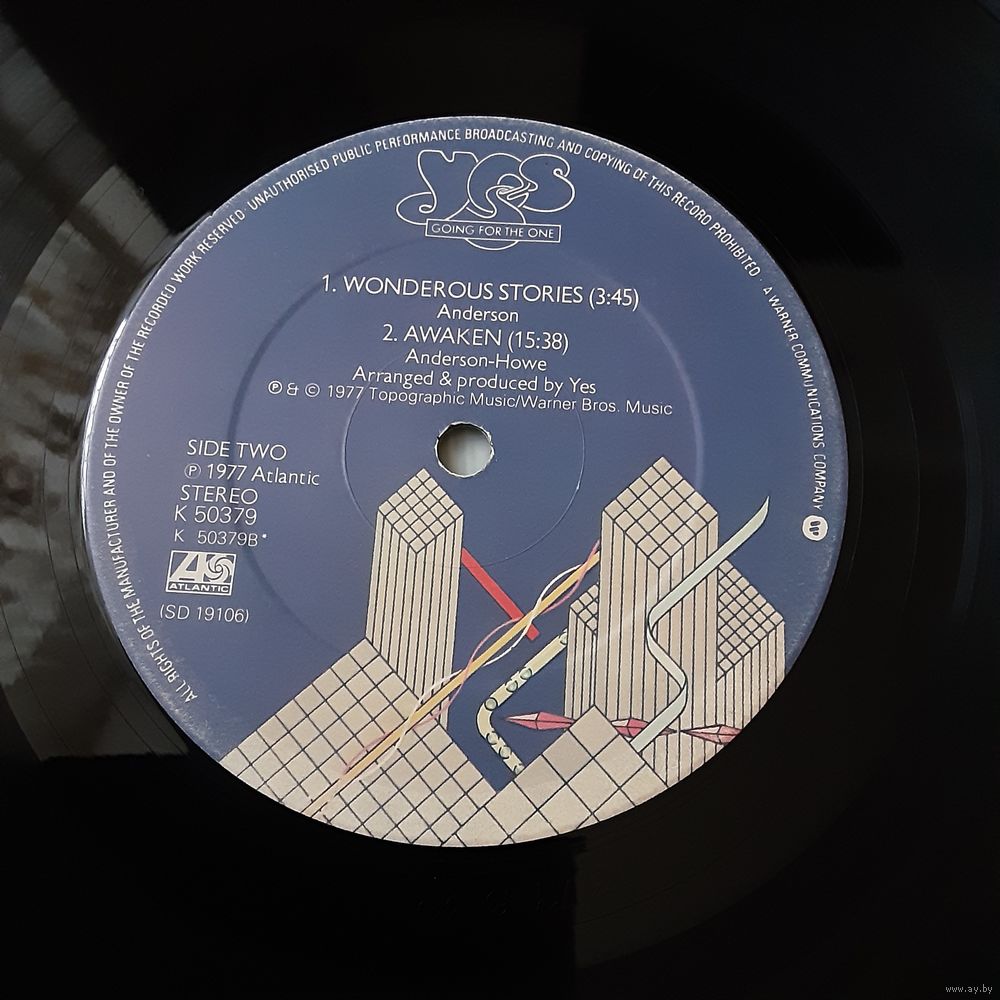 ALL RIGHTS OF THE MANUFACTURER AND OF THE OWNER OF THE RECORDED WORK RESERVED · UNAUTHORISED PUBLIC PERFORMANCE BROADCASTING AND COPYING OF THIS RECORD PROHIBITED · A WARNER COMMUNICATIONS COMPANY
yes
GOING FOR THE ONE
1. WONDEROUS STORIES (3:45)
Anderson
2. AWAKEN (15:38)
Anderson-Howe
Arranged & produced by Yes
℗ & © 1977 Topographic Music/Warner Bros. Music
SIDE TWO
℗ 1977 Atlantic
STEREO
K 50379
K 50379B*
ATLANTIC
(SD 19106)
www.ay.by